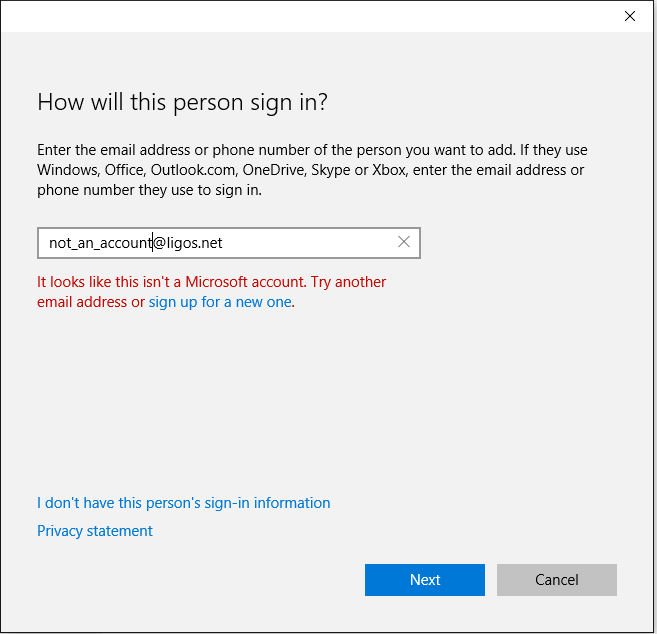 How will this person sign in?
Enter the email address or phone number of the person you want to add. If they use
Windows, Office, Outlook.com, OneDrive, Skype or Xbox, enter the email address or
phone number they use to sign in.
not_an_account@ligos.net
It looks like this isn't a Microsoft account. Try another
email address or sign up for a new one.
I don't have this person's sign-in information
Privacy statement
Next
Cancel